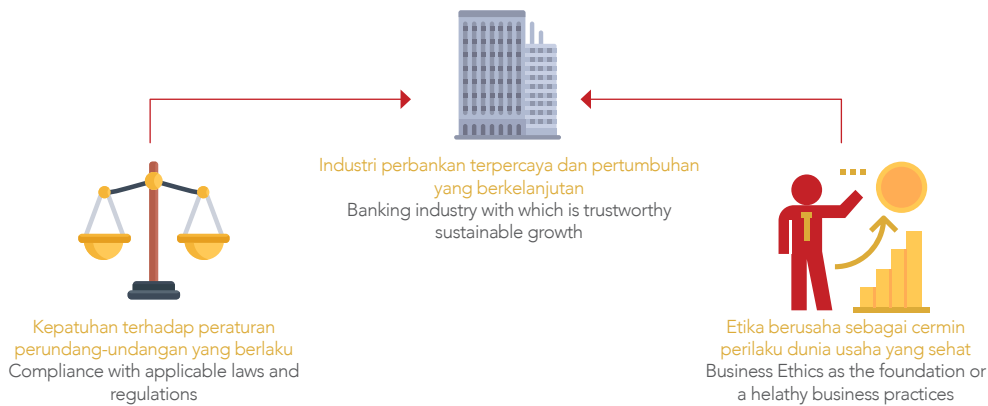 Industri perbankan terpercaya dan pertumbuhan
yang berkelanjutan
Banking industry with which is trustworthy
sustainable growth
Kepatuhan terhadap peraturan
perundang-undangan yang berlaku
Compliance with applicable laws and
regulations
Etika berusaha sebagai cermin
perilaku dunia usaha yang sehat
Business Ethics as the foundation or
a helathy business practices